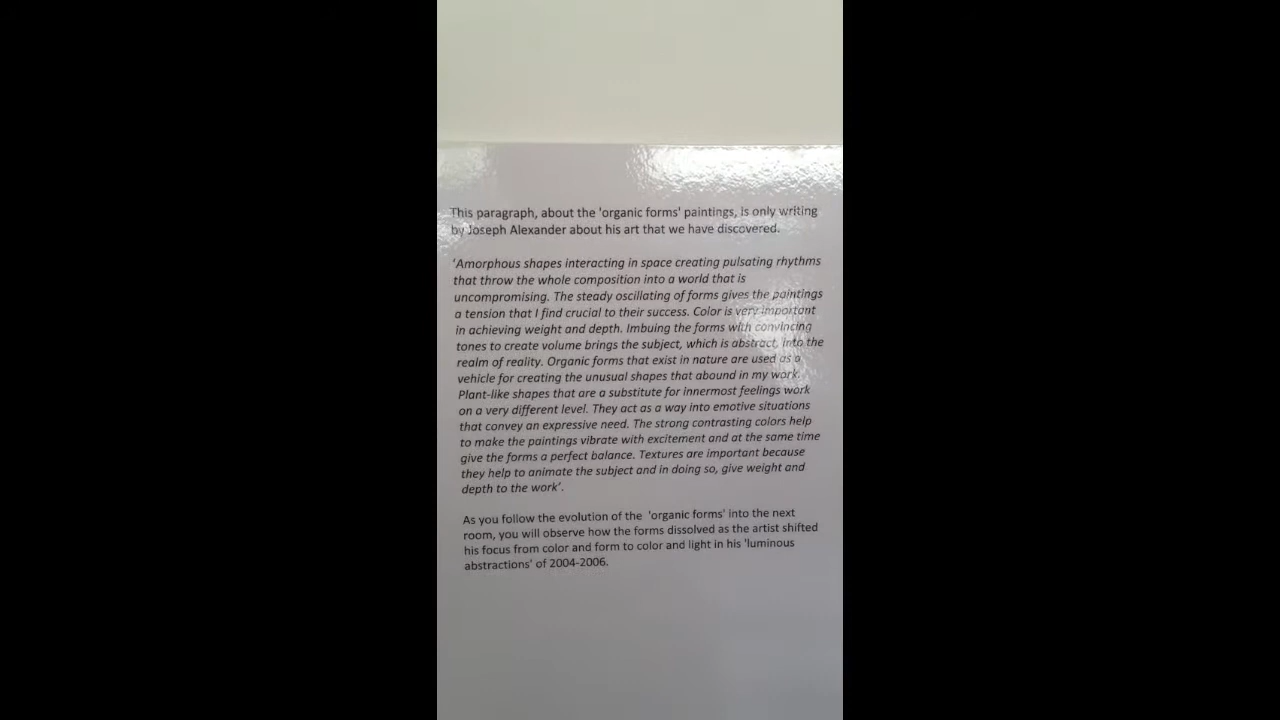 This paragraph, about the 'organic forms' paintings, is only writing
by Joseph Alexander about his art that we have discovered.
'Amorphous shapes interacting in space creating pulsating rhythms
that throw the whole composition into a world that is
uncompromising. The steady oscillating of forms gives the paintings
a tension that I find crucial to their success. Color is very important
in achieving weight and depth. Imbuing the forms with convincing
tones to create volume brings the subject, which is abstract, into the
realm of reality. Organic forms that exist in nature are used as a
vehicle for creating the unusual shapes that abound in my work.
Plant-like shapes that are a substitute for innermost feelings work
on a very different level. They act as a way into emotive situations
that convey an expressive need. The strong contrasting colors help
to make the paintings vibrate with excitement and at the same time
give the forms a perfect balance. Textures are important because
they help to animate the subject and in doing so, give weight and
depth to the work'.
As you follow the evolution of the 'organic forms' into the next
room, you will observe how the forms dissolved as the artist shifted
his focus from color and form to color and light in his 'luminous
abstractions' of 2004-2006.